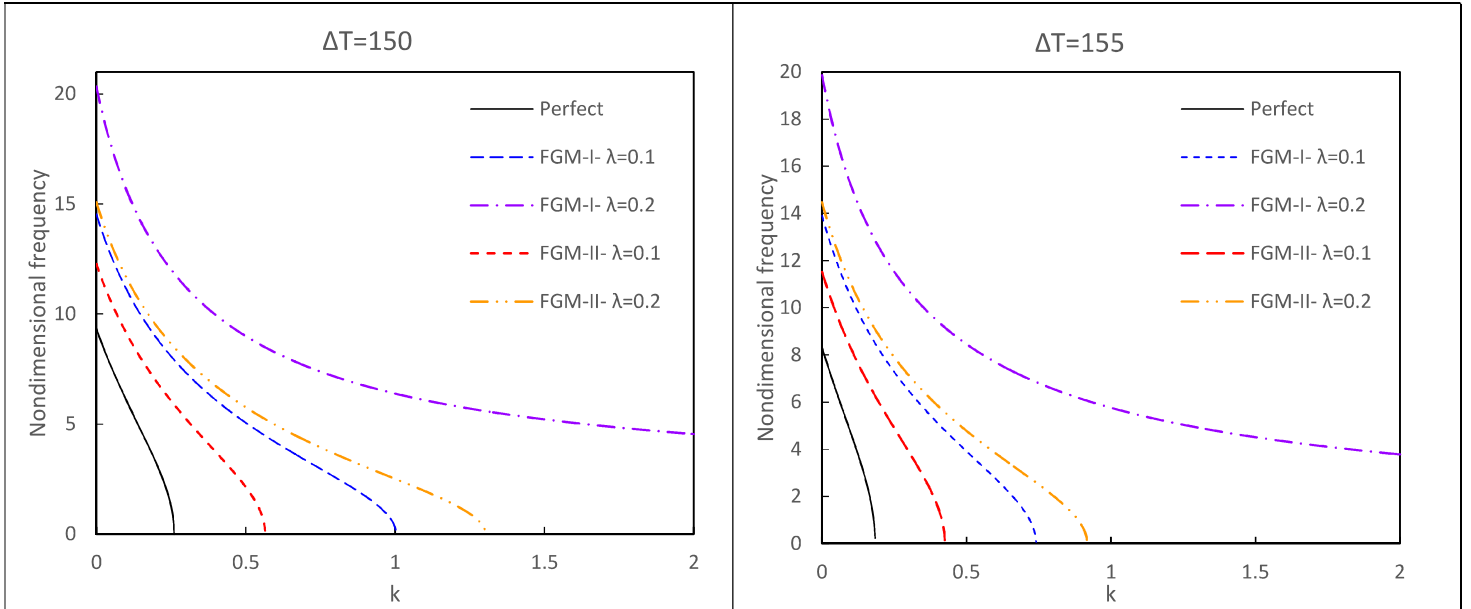 ΔT=150
20
15
10
5
0
Nondimensional frequency
Perfect
FGM-I- λ=0.1
FGM-I- λ=0.2
FGM-II- λ=0.1
FGM-II- λ=0.2
0 0.5 1 1.5 2
k
ΔT=155
20
18
16
14
12
10
8
6
4
2
0
Nondimensional frequency
Perfect
FGM-I- λ=0.1
FGM-I- λ=0.2
FGM-II- λ=0.1
FGM-II- λ=0.2
0 0.5 1 1.5 2
k